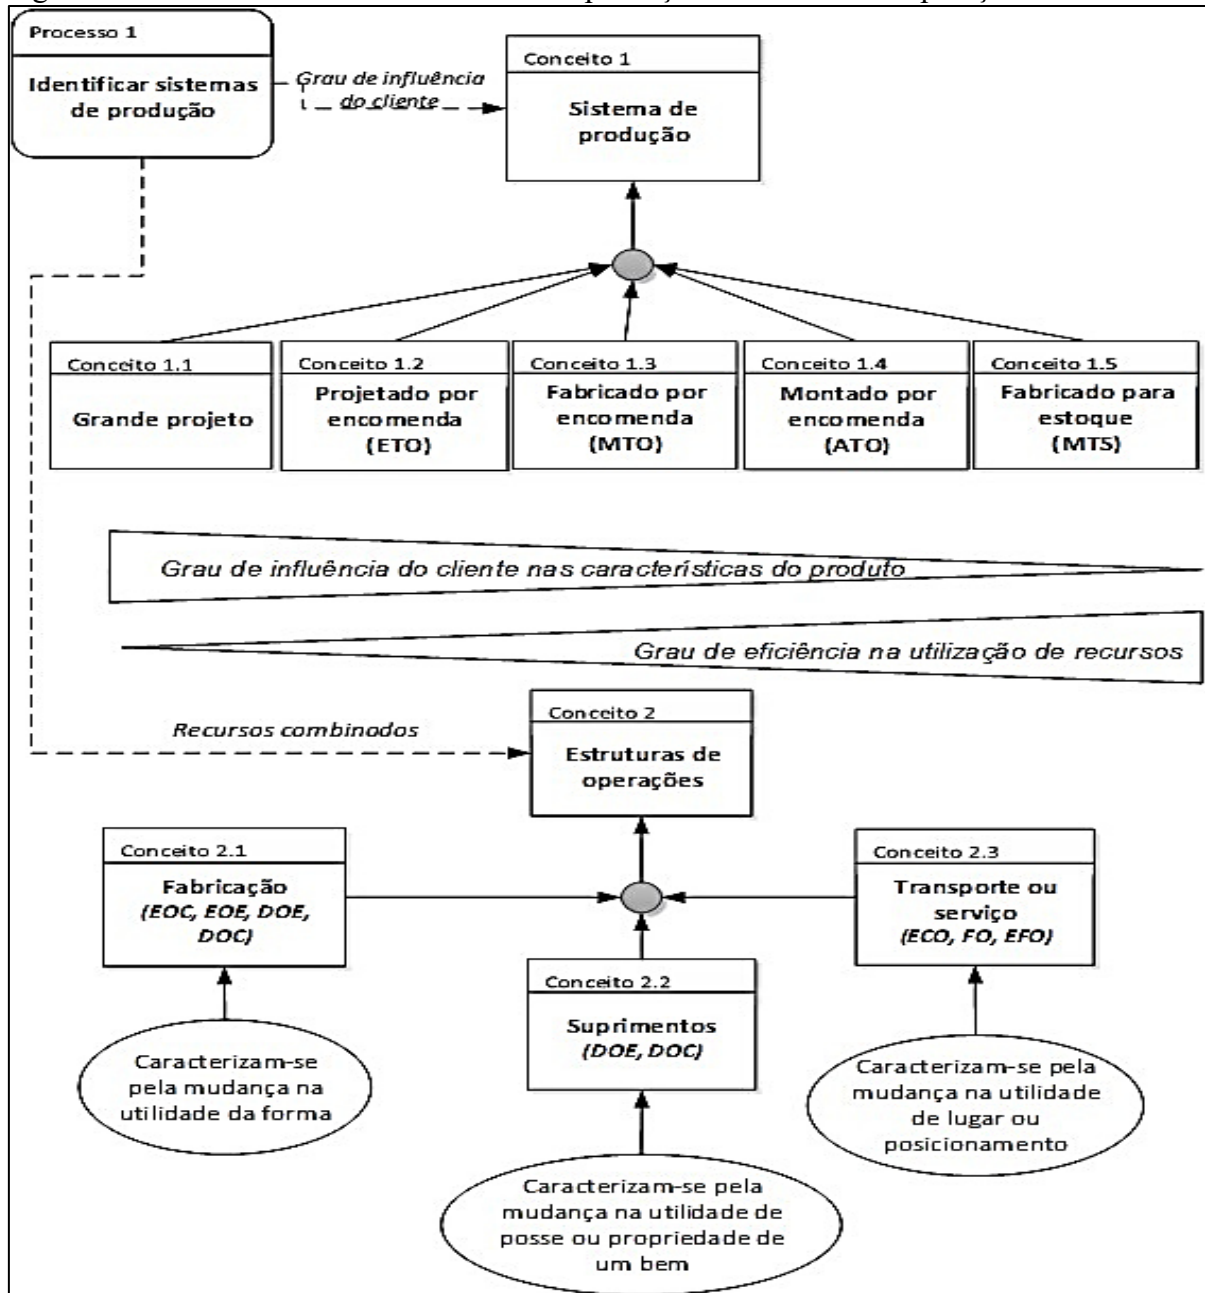 Processo 1
Identificar sistemas
de produção
Grau de influência
do cliente
Conceito 1
Sistema de
produção
Conceito 1.1
Grande projeto
Conceito 1.2
Projetado por
encomenda
(ETO)
Conceito 1.3
Fabricado por
encomenda
(MTO)
Conceito 1.4
Montado por
encomenda
(ATO)
Conceito 1.5
Fabricado para
estoque
(MTS)
Grau de influência do cliente nas características do produto
Grau de eficiência na utilização de recursos
Recursos combinados
Conceito 2
Estruturas de
operações
Conceito 2.1
Fabricação
(EOC, EOE, DOE,
DOC)
Conceito 2.2
Suprimentos
(DOE, DOC)
Conceito 2.3
Transporte ou
serviço
(ECO, FO, EFO)
Caracterizam-se
pela mudança na
utilidade da forma
Caracterizam-se pela
mudança na utilidade de
posse ou propriedade de
um bem
Caracterizam-se pela
mudança na utilidade
de lugar ou
posicionamento